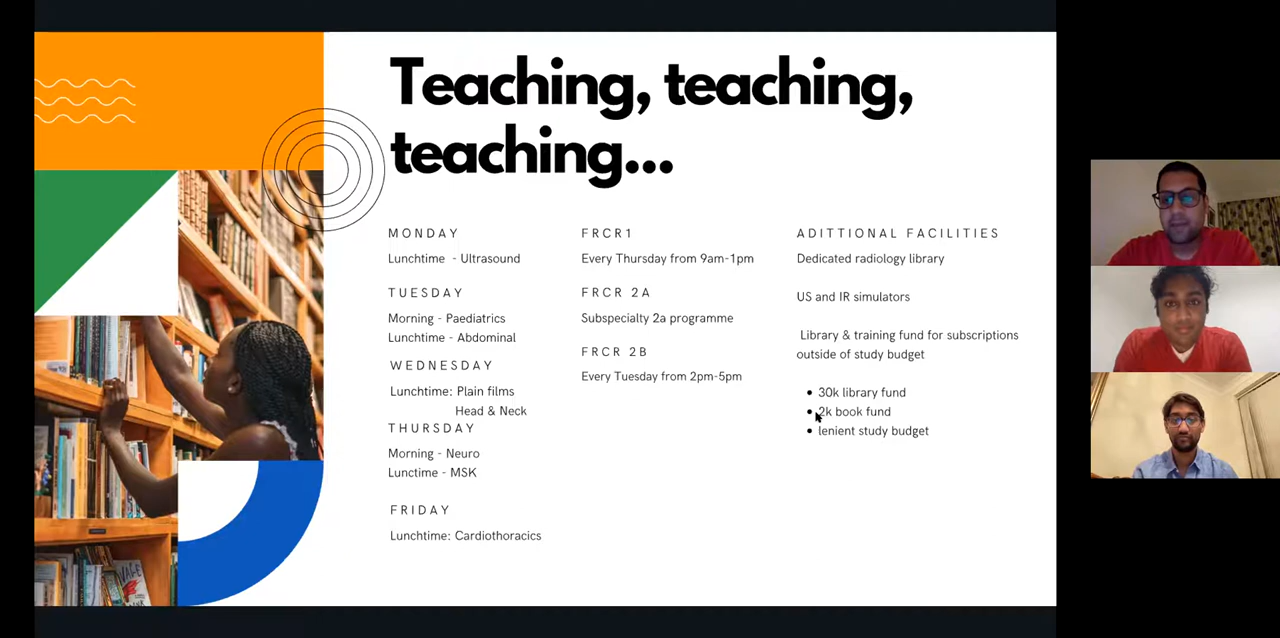 Teaching, teaching,
teaching...
MONDAY
Lunchtime - Ultrasound
TUESDAY
Morning - Paediatrics
Lunchtime - Abdominal
WEDNESDAY
Lunchtime: Plain films
Head & Neck
THURSDAY
Morning - Neuro
Lunctime - MSK
FRIDAY
Lunchtime: Cardiothoracics
FRCR1
Every Thursday from 9am-1pm
FRCR 2A
Subspecialty 2a programme
FRCR 2B
Every Tuesday from 2pm-5pm
ADITTIONAL FACILITIES
Dedicated radiology library
US and IR simulators
Library & training fund for subscriptions
outside of study budget
• 30k library fund
• 2k book fund
• lenient study budget